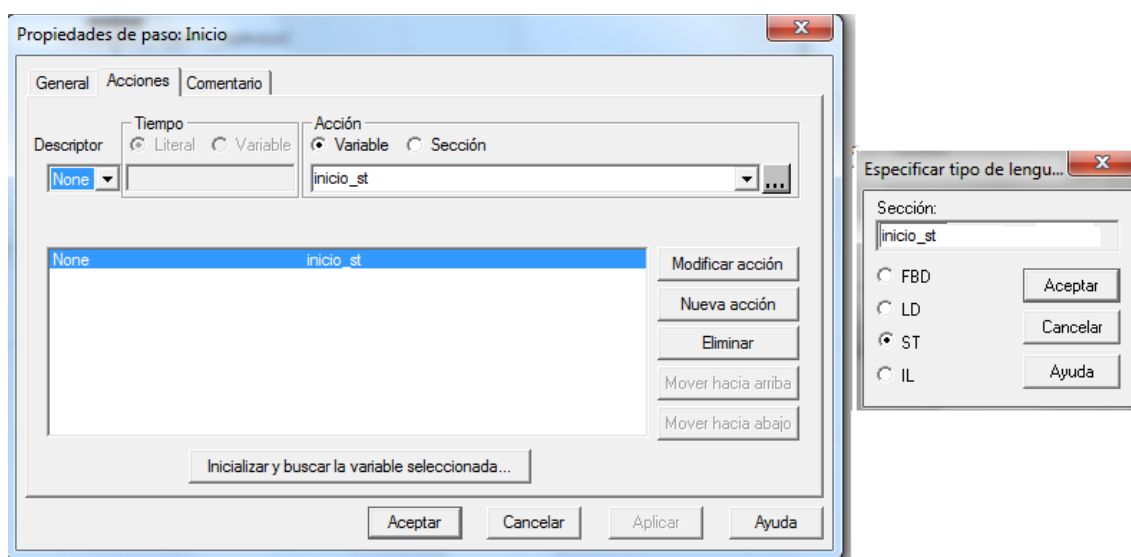 Propiedades de paso: Inicio
General Acciones Comentario
Tiempo Acción
Descriptor Literal Variable Variable Sección
None inicio_st ...
None inicio_st
Modificar acción
Nueva acción
Eliminar
Mover hacia arriba
Mover hacia abajo
Inicializar y buscar la variable seleccionada...
Aceptar Cancelar Aplicar Ayuda
Especificar tipo de lengu...
Sección:
inicio_st
FBD
LD
ST
IL
Aceptar
Cancelar
Ayuda